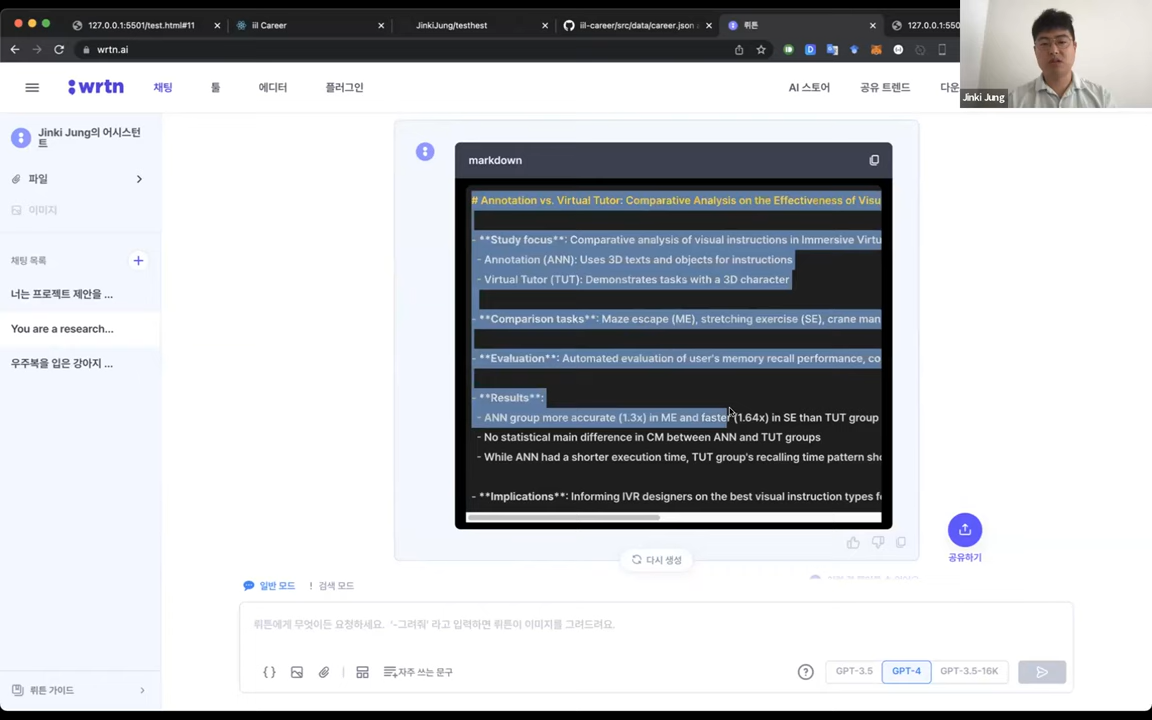 127.0.0.1:5501/test.html#11
iil Career
JinkiJung/testhest
iil-career/src/data/career.json
뤼튼
127.0.0.1:550
wrtn.ai
wrtn
채팅
툴
에디터
플러그인
AI 스토어
공유 트렌드
다운
Jinki Jung
Jinki Jung의 어시스턴
트
파일
이미지
채팅 목록
너는 프로젝트 제안을 ...
You are a research...
우주복을 입은 강아지 ...
뤼튼 가이드
markdown
# Annotation vs. Virtual Tutor: Comparative Analysis on the Effectiveness of Visu
- **Study focus**: Comparative analysis of visual instructions in Immersive Virtu
- Annotation (ANN): Uses 3D texts and objects for instructions
- Virtual Tutor (TUT): Demonstrates tasks with a 3D character
- **Comparison tasks**: Maze escape (ME), stretching exercise (SE), crane man
- **Evaluation**: Automated evaluation of user's memory recall performance, co
- **Results**:
- ANN group more accurate (1.3x) in ME and faster (1.64x) in SE than TUT group
- No statistical main difference in CM between ANN and TUT groups
- While ANN had a shorter execution time, TUT group's recalling time pattern sho
- **Implications**: Informing IVR designers on the best visual instruction types f
다시 생성
공유하기
일반 모드
! 검색 모드
뤼튼에게 무엇이든 요청하세요. '~그려줘' 라고 입력하면 뤼튼이 이미지를 그려드려요.
자주 쓰는 문구
GPT-3.5
GPT-4
GPT-3.5-16K